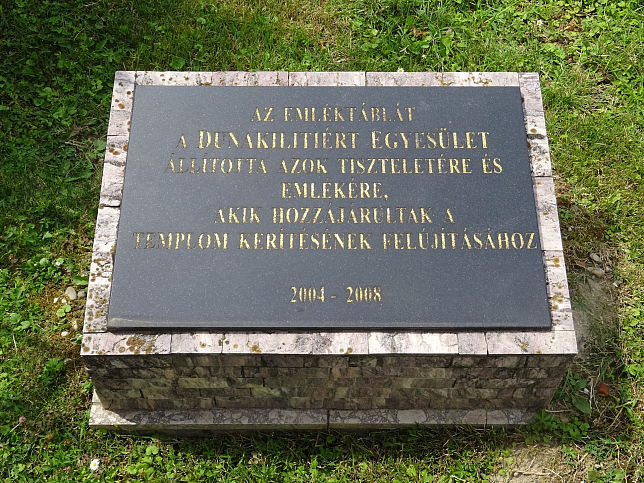 AZ EMLÉKTÁBLÁT
A DUNAKILITIÉRT EGYESÜLET
ÁLLÍTOTTA AZOK TISZTELETÉRE ÉS
EMLÉKÉRE,
AKIK HOZZÁJÁRULTAK A
TEMPLOM KERÍTÉSÉNEK FELÚJÍTÁSÁHOZ
2004 - 2008